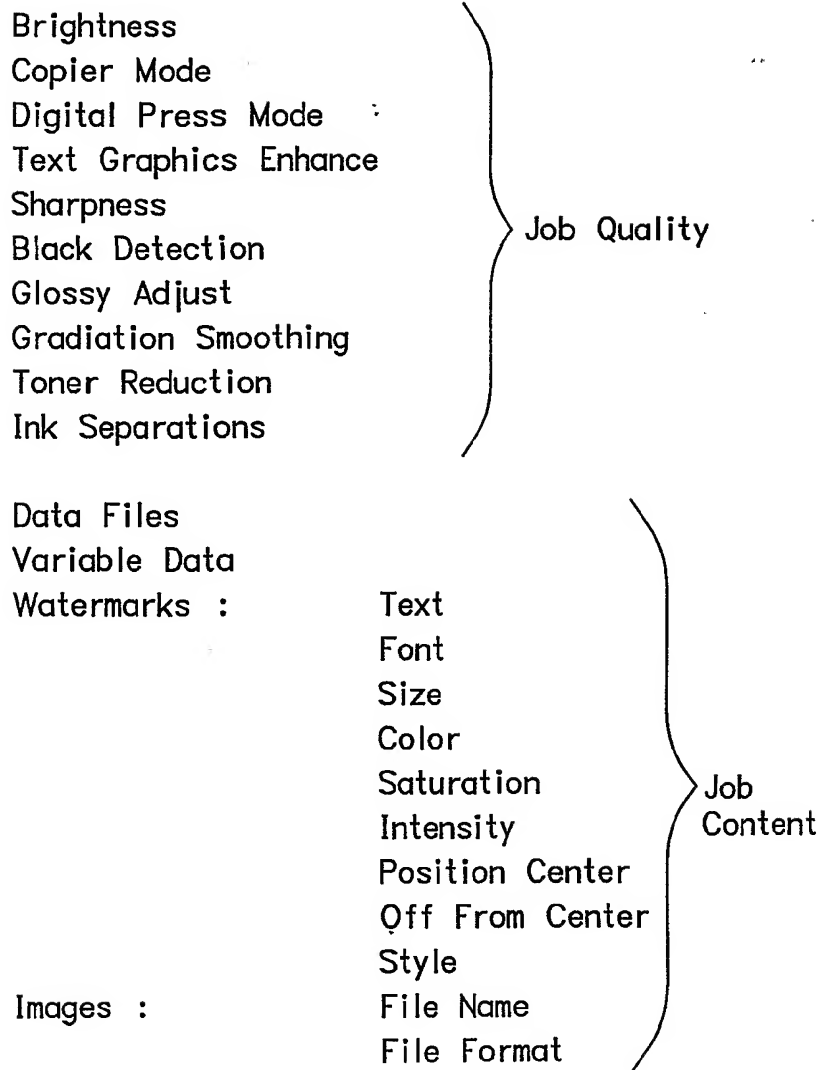 Brightness
Copier Mode
Digital Press Mode :
Text Graphics Enhance
Sharpness
Job Quality
Black Detection
Glossy Adjust
Gradiation Smoothing
Toner Reduction
Ink Separations
Data Files
Variable Data
Watermarks : Text
Font
Size
Color
Saturation
Job
Intensity
Content
Position Center
Off From Center
Style
Images : File Name
File Format